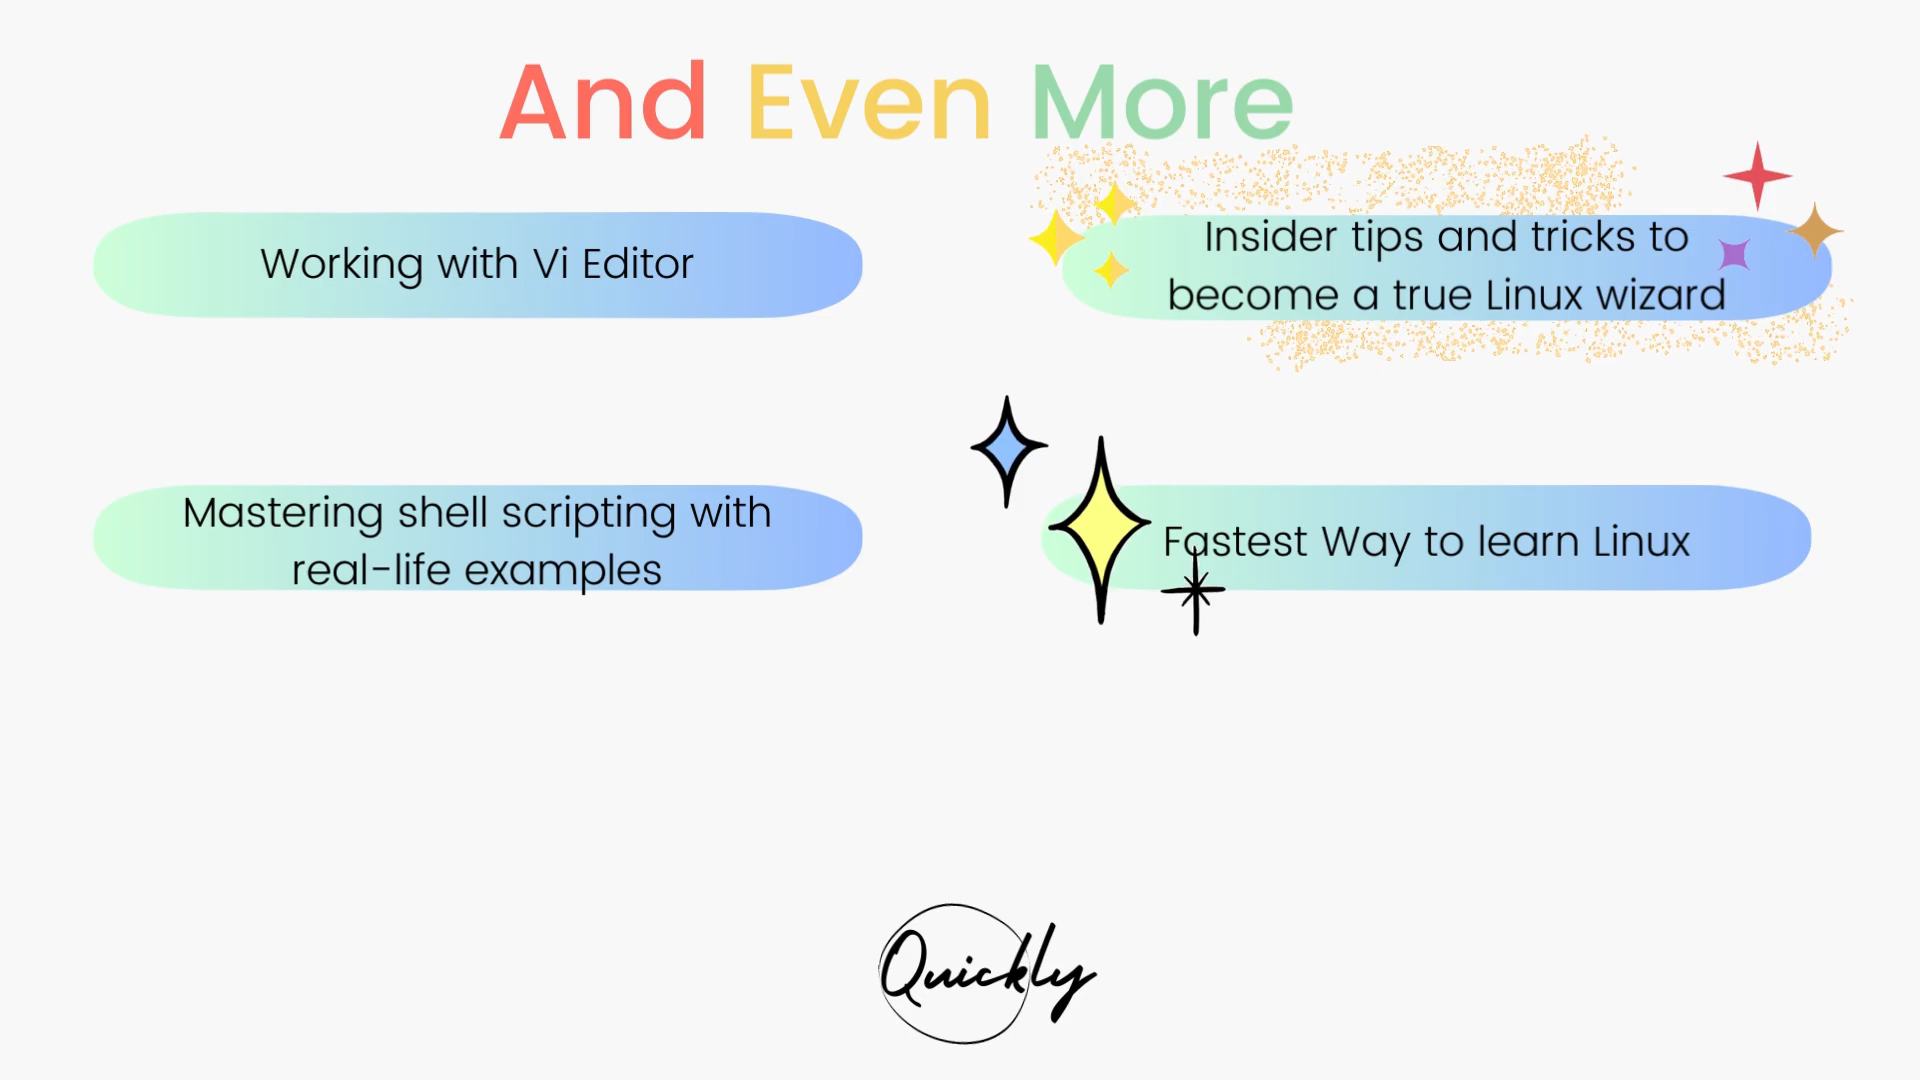 And Even More
Working with Vi Editor
Insider tips and tricks to
become a true Linux wizard
Mastering shell scripting with
real-life examples
Fastest Way to learn Linux
Quickly